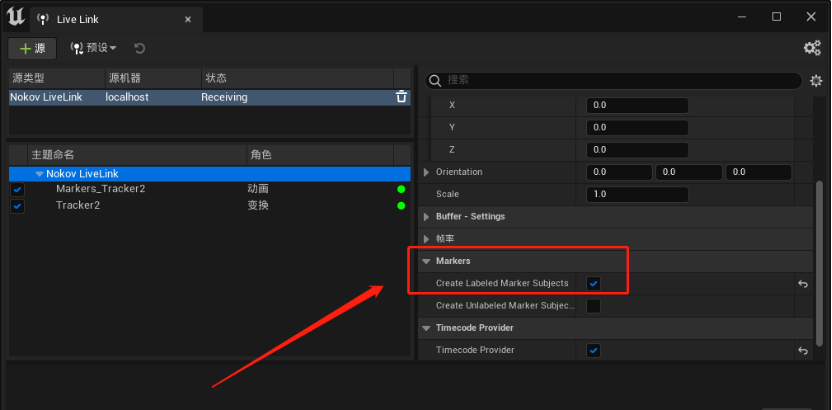 Live Link
源
预设
源类型 源机器 状态
Nokov LiveLink localhost Receiving
主题命名 角色
Nokov LiveLink
Markers_Tracker2 动画
Tracker2 变换
搜索
X 0.0
Y 0.0
Z 0.0
Orientation 0.0 0.0 0.0
Scale 1.0
Buffer - Settings
帧率
Markers
Create Labeled Marker Subjects
Create Unlabeled Marker Subjec...
Timecode Provider
Timecode Provider